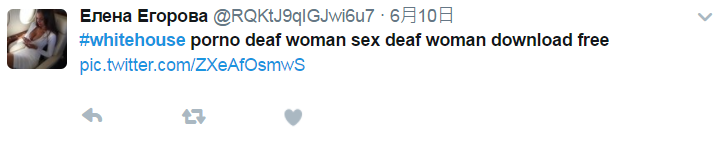 Елена Егорова @RQKtJ9qIGJwi6u7 · 6月10日
#whitehouse porno deaf woman sex deaf woman download free
pic.twitter.com/ZXeAfOsmwS